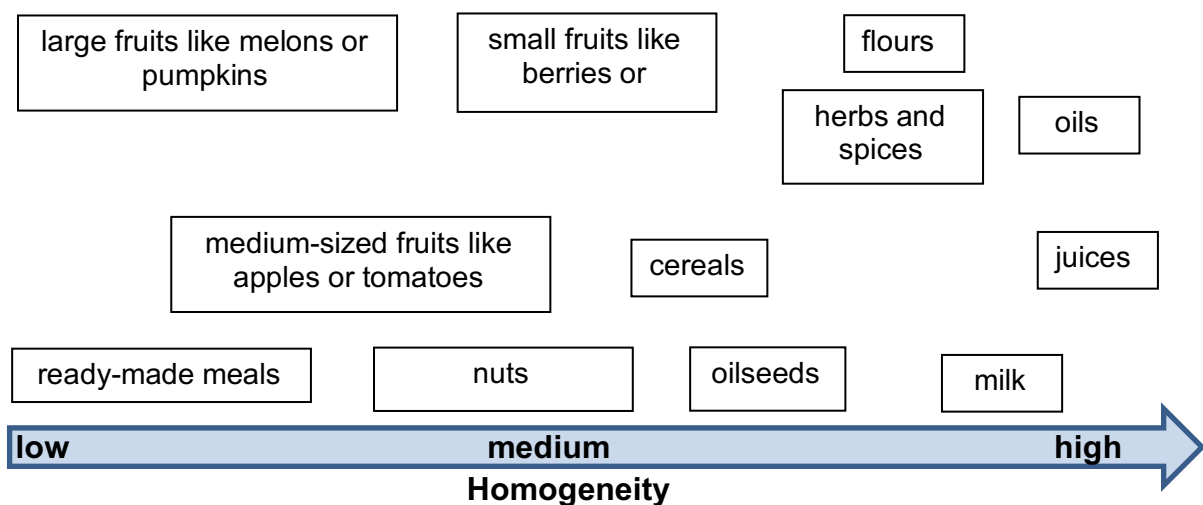 large fruits like melons or
pumpkins
small fruits like
berries or
flours
herbs and
spices
oils
medium-sized fruits like
apples or tomatoes
cereals
juices
ready-made meals
nuts
oilseeds
milk
low
medium
high
Homogeneity